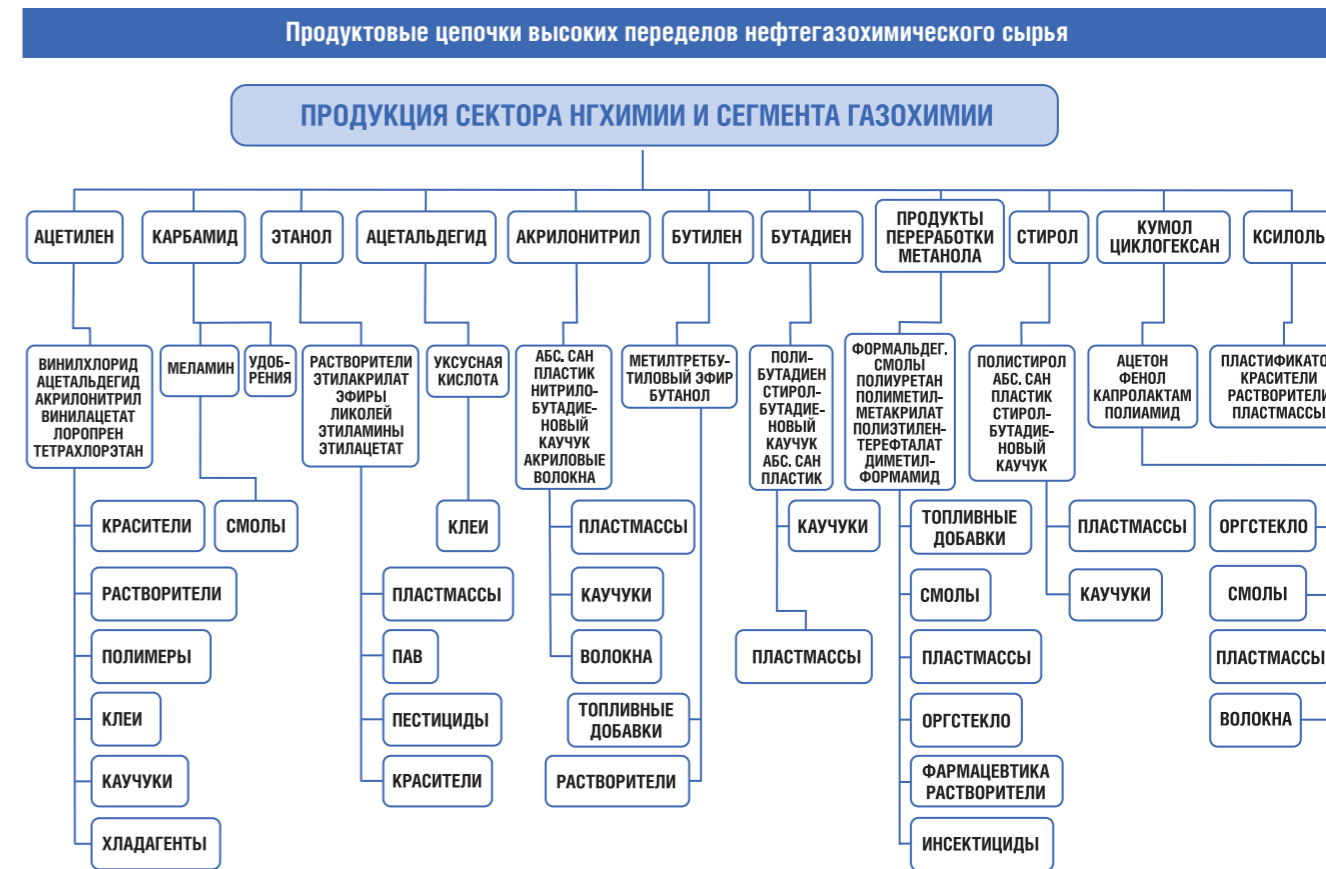 Продуктовые цепочки высоких переделов нефтегазохимического сырья
ПРОДУКЦИЯ СЕКТОРА НГХИМИИ И СЕГМЕНТА ГАЗОХИМИИ
АЦЕТИЛЕН
КАРБАМИД
ЭТАНОЛ
АЦЕТАЛЬДЕГИД
АКРИЛОНИТРИЛ
БУТИЛЕН
БУТАДИЕН
ПРОДУКТЫ
ПЕРЕРАБОТКИ
МЕТАНОЛА
СТИРОЛ
КУМОЛ
ЦИКЛОГЕКСАН
КСИЛОЛЬ
ВИНИЛХЛОРИД
АЦЕТАЛЬДЕГИД
АКРИЛОНИТРИЛ
ВИНИЛАЦЕТАТ
ЛОРОПРЕН
ТЕТРАХЛОРЭТАН
МЕЛАМИН
УДОБ-
РЕНИЯ
РАСТВОРИТЕЛИ
ЭТИЛАКРИЛАТ
ЭФИРЫ
ЛИКОЛЕЙ
ЭТИЛАМИНЫ
ЭТИЛАЦЕТАТ
УКСУСНАЯ
КИСЛОТА
АБС. САН
ПЛАСТИК
НИТРИЛО-
БУТАДИЕ-
НОВЫЙ
КАУЧУК
АКРИЛОВЫЕ
ВОЛОКНА
МЕТИЛТРЕТБУ-
ТИЛОВЫЙ ЭФИР
БУТАНОЛ
ПОЛИ-
БУТАДИЕН
СТИРОЛ-
БУТАДИЕ-
НОВЫЙ
КАУЧУК
АБС. САН
ПЛАСТИК
ФОРМАЛЬДЕГ.
СМОЛЫ
ПОЛИУРЕТАН
ПОЛИМЕТИЛ-
МЕТАКРИЛАТ
ПОЛИЭТИЛЕН-
ТЕРЕФТАЛАТ
ДИМЕТИЛ-
ФОРМАМИД
ПОЛИСТИРОЛ
АБС. САН
ПЛАСТИК
СТИРОЛ-
БУТАДИЕ-
НОВЫЙ
КАУЧУК
АЦЕТОН
ФЕНОЛ
КАПРОЛАКТАМ
ПОЛИАМИД
ПЛАСТИФИКАТО
КРАСИТЕЛИ
РАСТВОРИТЕЛИ
ПЛАСТМАССЫ
КРАСИТЕЛИ
РАСТВОРИТЕЛИ
ПОЛИМЕРЫ
КЛЕИ
КАУЧУКИ
ХЛАДАГЕНТЫ
СМОЛЫ
ПЛАСТМАССЫ
ПАВ
ПЕСТИЦИДЫ
КРАСИТЕЛИ
КЛЕИ
ПЛАСТМАССЫ
КАУЧУКИ
ВОЛОКНА
ТОПЛИВНЫЕ
ДОБАВКИ
РАСТВОРИТЕЛИ
КАУЧУКИ
ПЛАСТМАССЫ
ТОПЛИВНЫЕ
ДОБАВКИ
СМОЛЫ
ПЛАСТМАССЫ
ОРГСТЕКЛО
ФАРМАЦЕВТИКА
РАСТВОРИТЕЛИ
ИНСЕКТИЦИДЫ
ПЛАСТМАССЫ
КАУЧУКИ
ОРГСТЕКЛО
СМОЛЫ
ПЛАСТМАССЫ
ВОЛОКНА